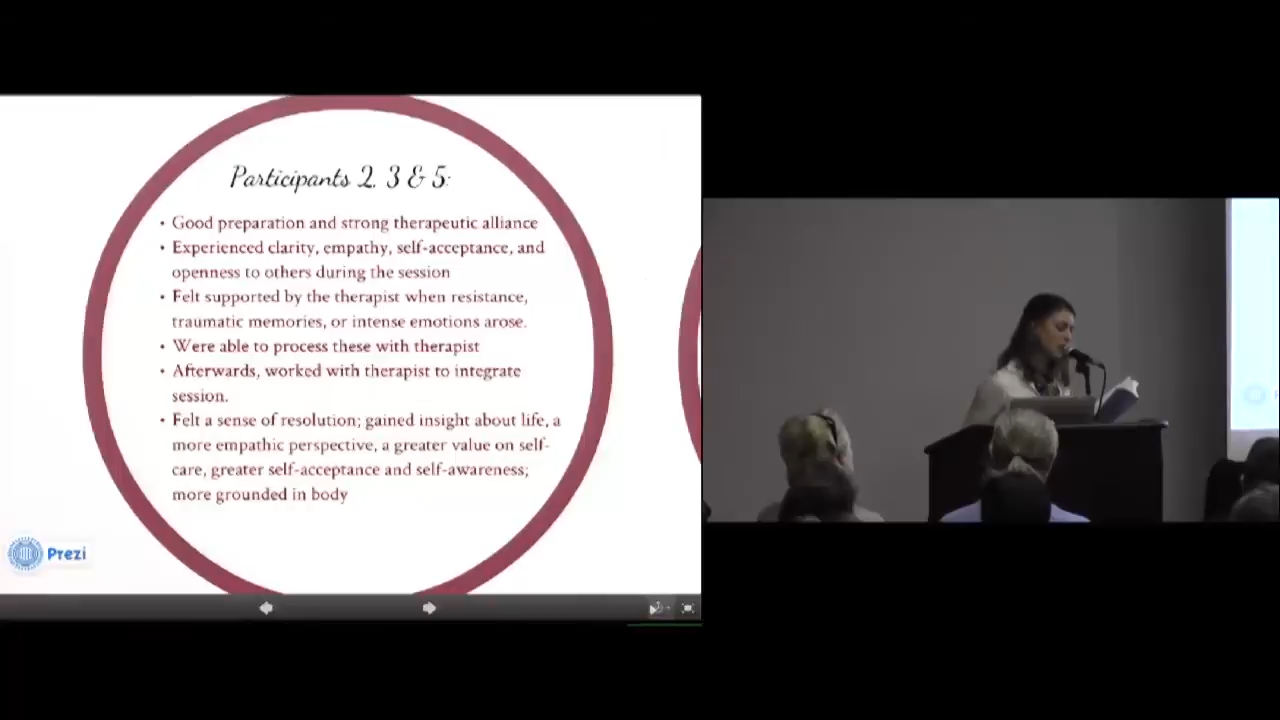 Participants 2, 3 & 5:
• Good preparation and strong therapeutic alliance
• Experienced clarity, empathy, self-acceptance, and
openness to others during the session
• Felt supported by the therapist when resistance,
traumatic memories, or intense emotions arose.
• Were able to process these with therapist
• Afterwards, worked with therapist to integrate
session.
• Felt a sense of resolution; gained insight about life, a
more empathic perspective, a greater value on self-
care, greater self-acceptance and self-awareness;
more grounded in body
Prezi